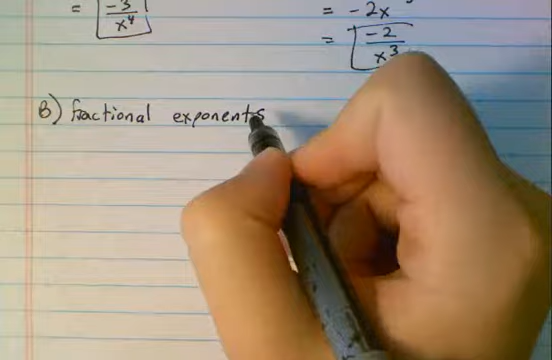 = -3/x⁴
= -2x
= -2/x³
B) fractional exponents